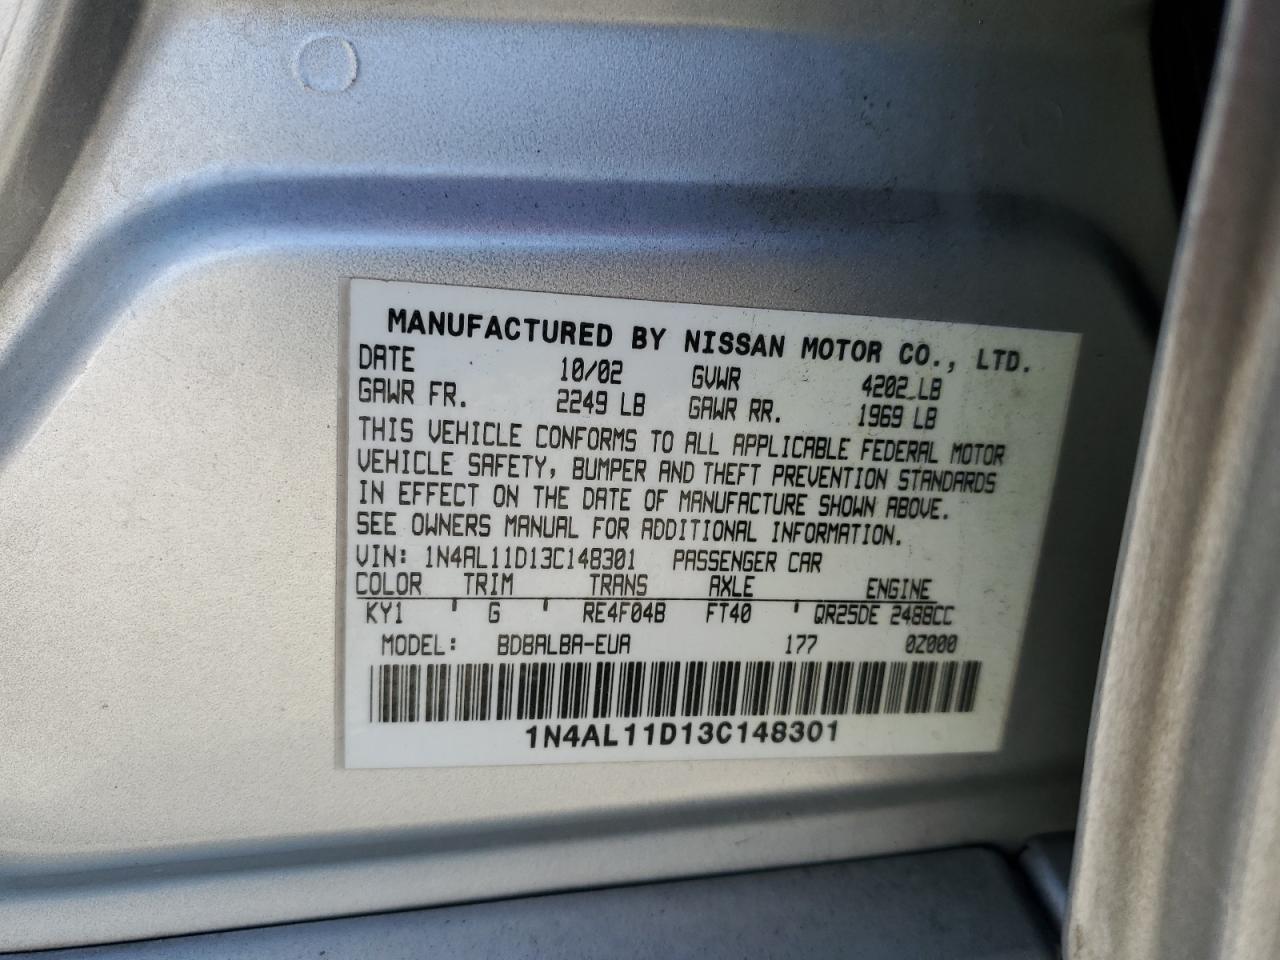 MANUFACTURED BY NISSAN MOTOR CO., LTD.
DATE 10/02 GVWR 4202 LB
GAWR FR. 2249 LB GAWR RR. 1969 LB
THIS VEHICLE CONFORMS TO ALL APPLICABLE FEDERAL MOTOR
VEHICLE SAFETY, BUMPER AND THEFT PREVENTION STANDARDS
IN EFFECT ON THE DATE OF MANUFACTURE SHOWN ABOVE.
SEE OWNERS MANUAL FOR ADDITIONAL INFORMATION.
VIN: 1N4AL11D13C148301 PASSENGER CAR
COLOR TRIM TRANS AXLE ENGINE
KY1 ' G ' RE4F04B FT40 ' QR25DE 2488CC
MODEL: BDBALBA-EUA 177 0Z000
1N4AL11D13C148301